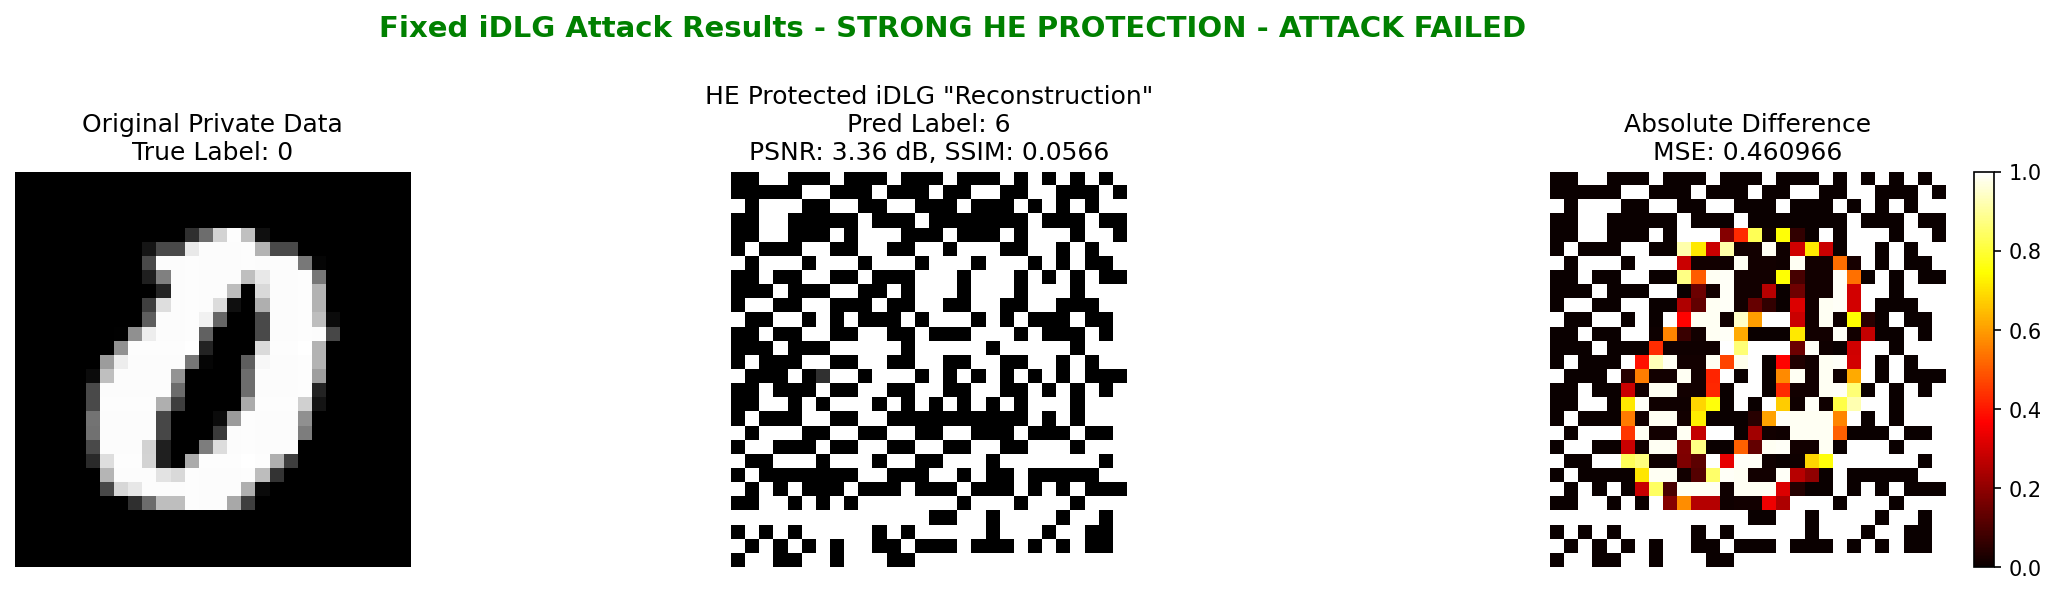 Fixed iDLG Attack Results - STRONG HE PROTECTION - ATTACK FAILED
Original Private Data
True Label: 0
HE Protected iDLG "Reconstruction"
Pred Label: 6
PSNR: 3.36 dB, SSIM: 0.0566
Absolute Difference
MSE: 0.460966
1.0
0.8
0.6
0.4
0.2
0.0